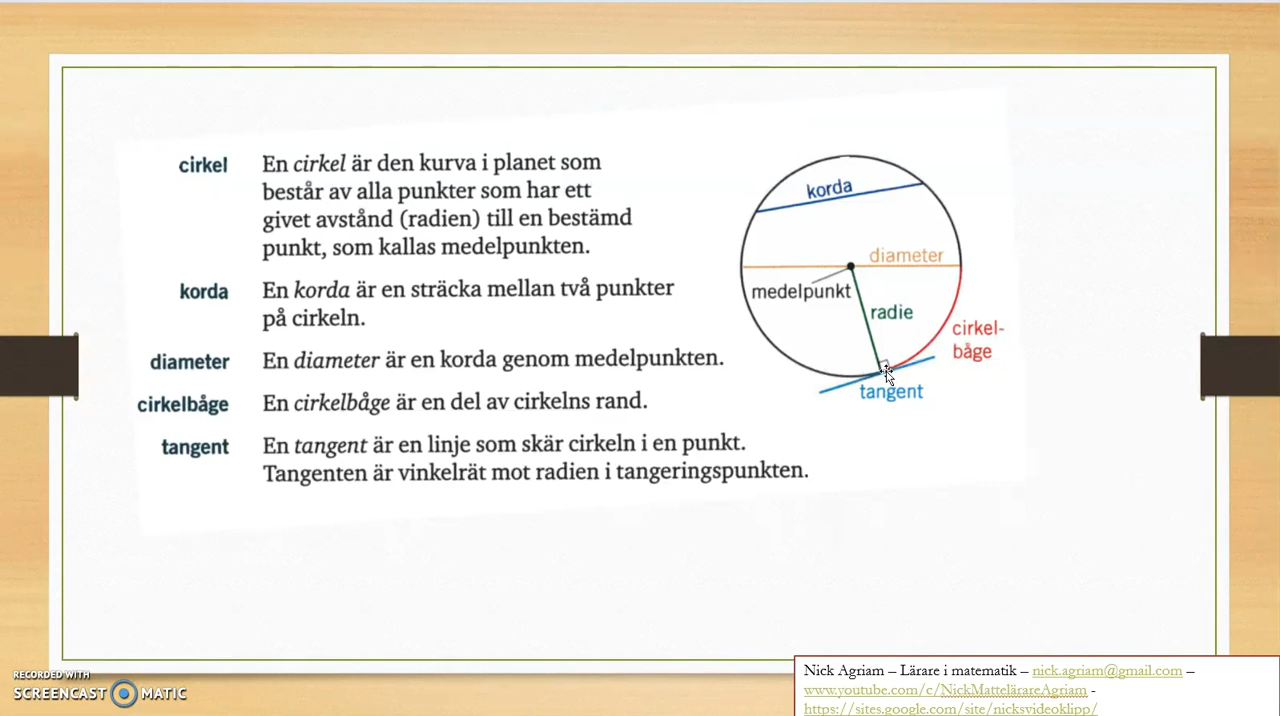 cirkel
En cirkel är den kurva i planet som
består av alla punkter som har ett
givet avstånd (radien) till en bestämd
punkt, som kallas medelpunkten.
korda
En korda är en sträcka mellan två punkter
på cirkeln.
diameter
En diameter är en korda genom medelpunkten.
cirkelbåge
En cirkelbåge är en del av cirkelns rand.
tangent
En tangent är en linje som skär cirkeln i en punkt.
Tangenten är vinkelrät mot radien i tangeringspunkten.
korda
diameter
medelpunkt
radie
cirkel-
båge
tangent
RECORDED WITH
SCREENCAST MATIC
Nick Agriam – Lärare i matematik – nick.agriam@gmail.com –
www.youtube.com/c/NickMattelärareAgriam -
https://sites.google.com/site/nicksvideoklipp/